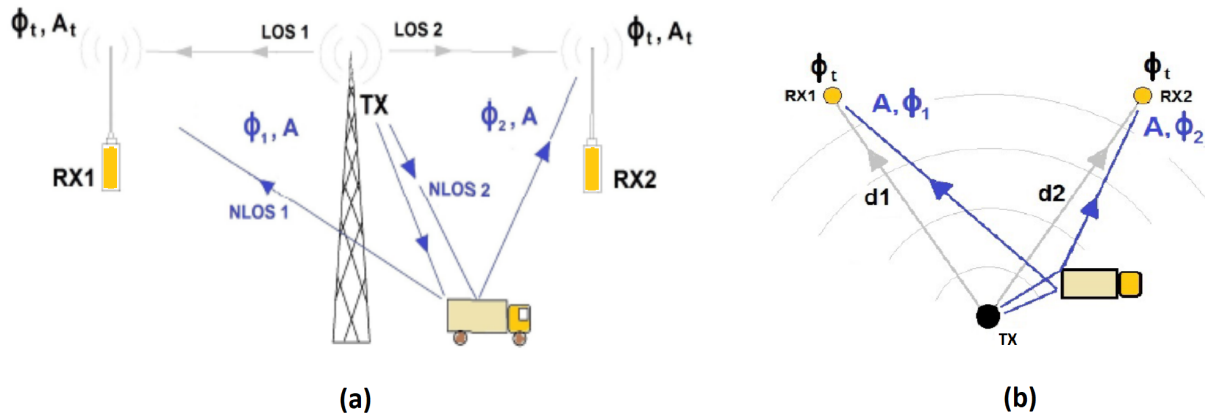 ϕt, At
LOS 1
LOS 2
ϕt, At
TX
ϕ1, A
ϕ2, A
RX1
NLOS 1
NLOS 2
RX2
(a)
ϕt
ϕt
RX1
RX2
A, ϕ1
A, ϕ2
d1
d2
TX
(b)